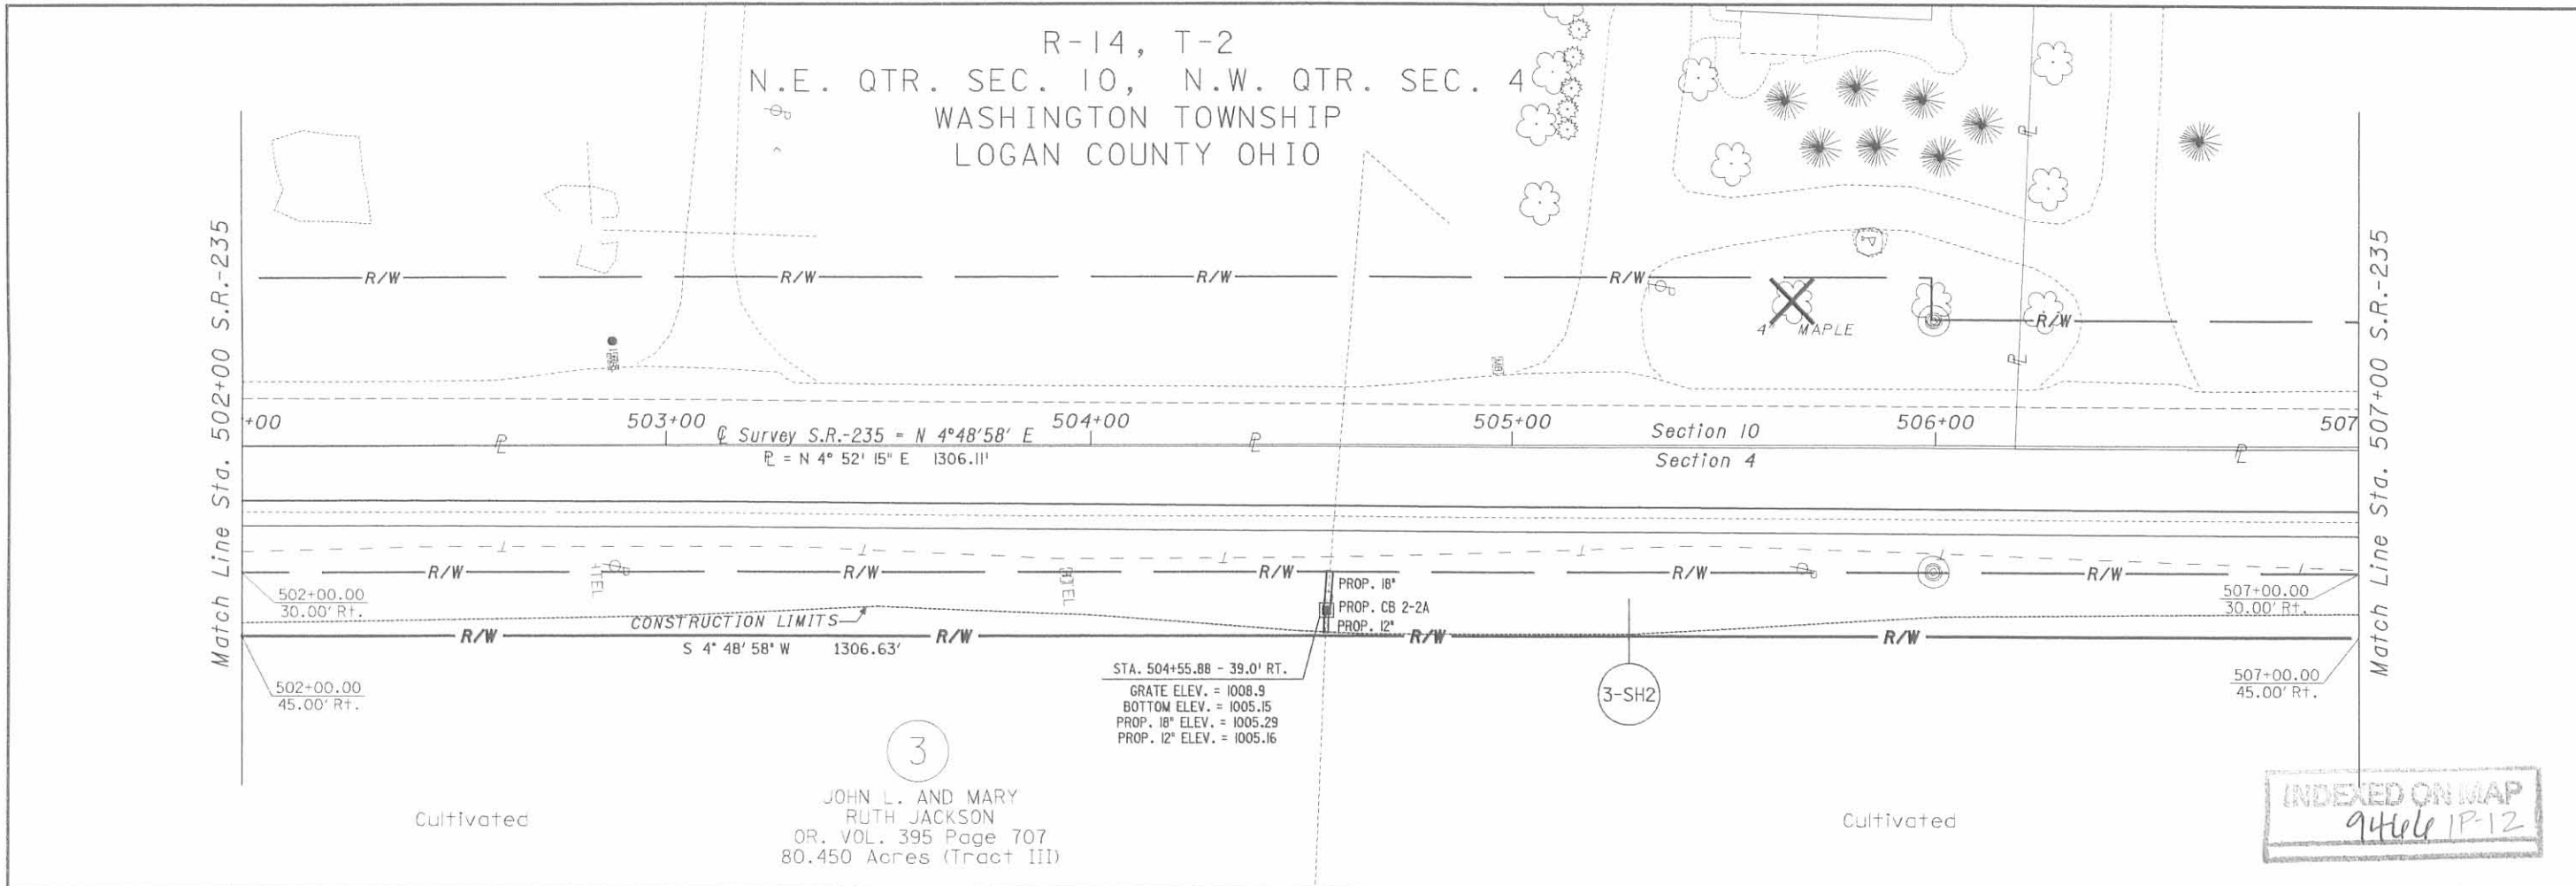 R-14, T-2
N.E. QTR. SEC. 10, N.W. QTR. SEC. 4
WASHINGTON TOWNSHIP
LOGAN COUNTY OHIO
Match Line Sta. 502+00 S.R.-235
Match Line Sta. 507+00 S.R.-235
R/W
R/W
R/W
R/W
R/W
4" MAPLE
+00
503+00
504+00
505+00
506+00
507
℄ Survey S.R.-235 = N 4°48'58' E
Section 10
P̲L = N 4° 52' 15" E 1306.11'
Section 4
R/W
R/W
R/W
R/W
R/W
TEL
TEL
502+00.00
30.00' Rt.
507+00.00
30.00' Rt.
PROP. 18"
PROP. CB 2-2A
PROP. 12"
CONSTRUCTION LIMITS
R/W
R/W
R/W
R/W
S 4° 48' 58" W 1306.63'
STA. 504+55.88 - 39.0' RT.
GRATE ELEV. = 1008.9
BOTTOM ELEV. = 1005.15
PROP. 18" ELEV. = 1005.29
PROP. 12" ELEV. = 1005.16
502+00.00
45.00' Rt.
507+00.00
45.00' Rt.
3-SH2
3
JOHN L. AND MARY
RUTH JACKSON
OR. VOL. 395 Page 707
80.450 Acres (Tract III)
Cultivated
Cultivated
INDEXED ON MAP
9466 1P-12